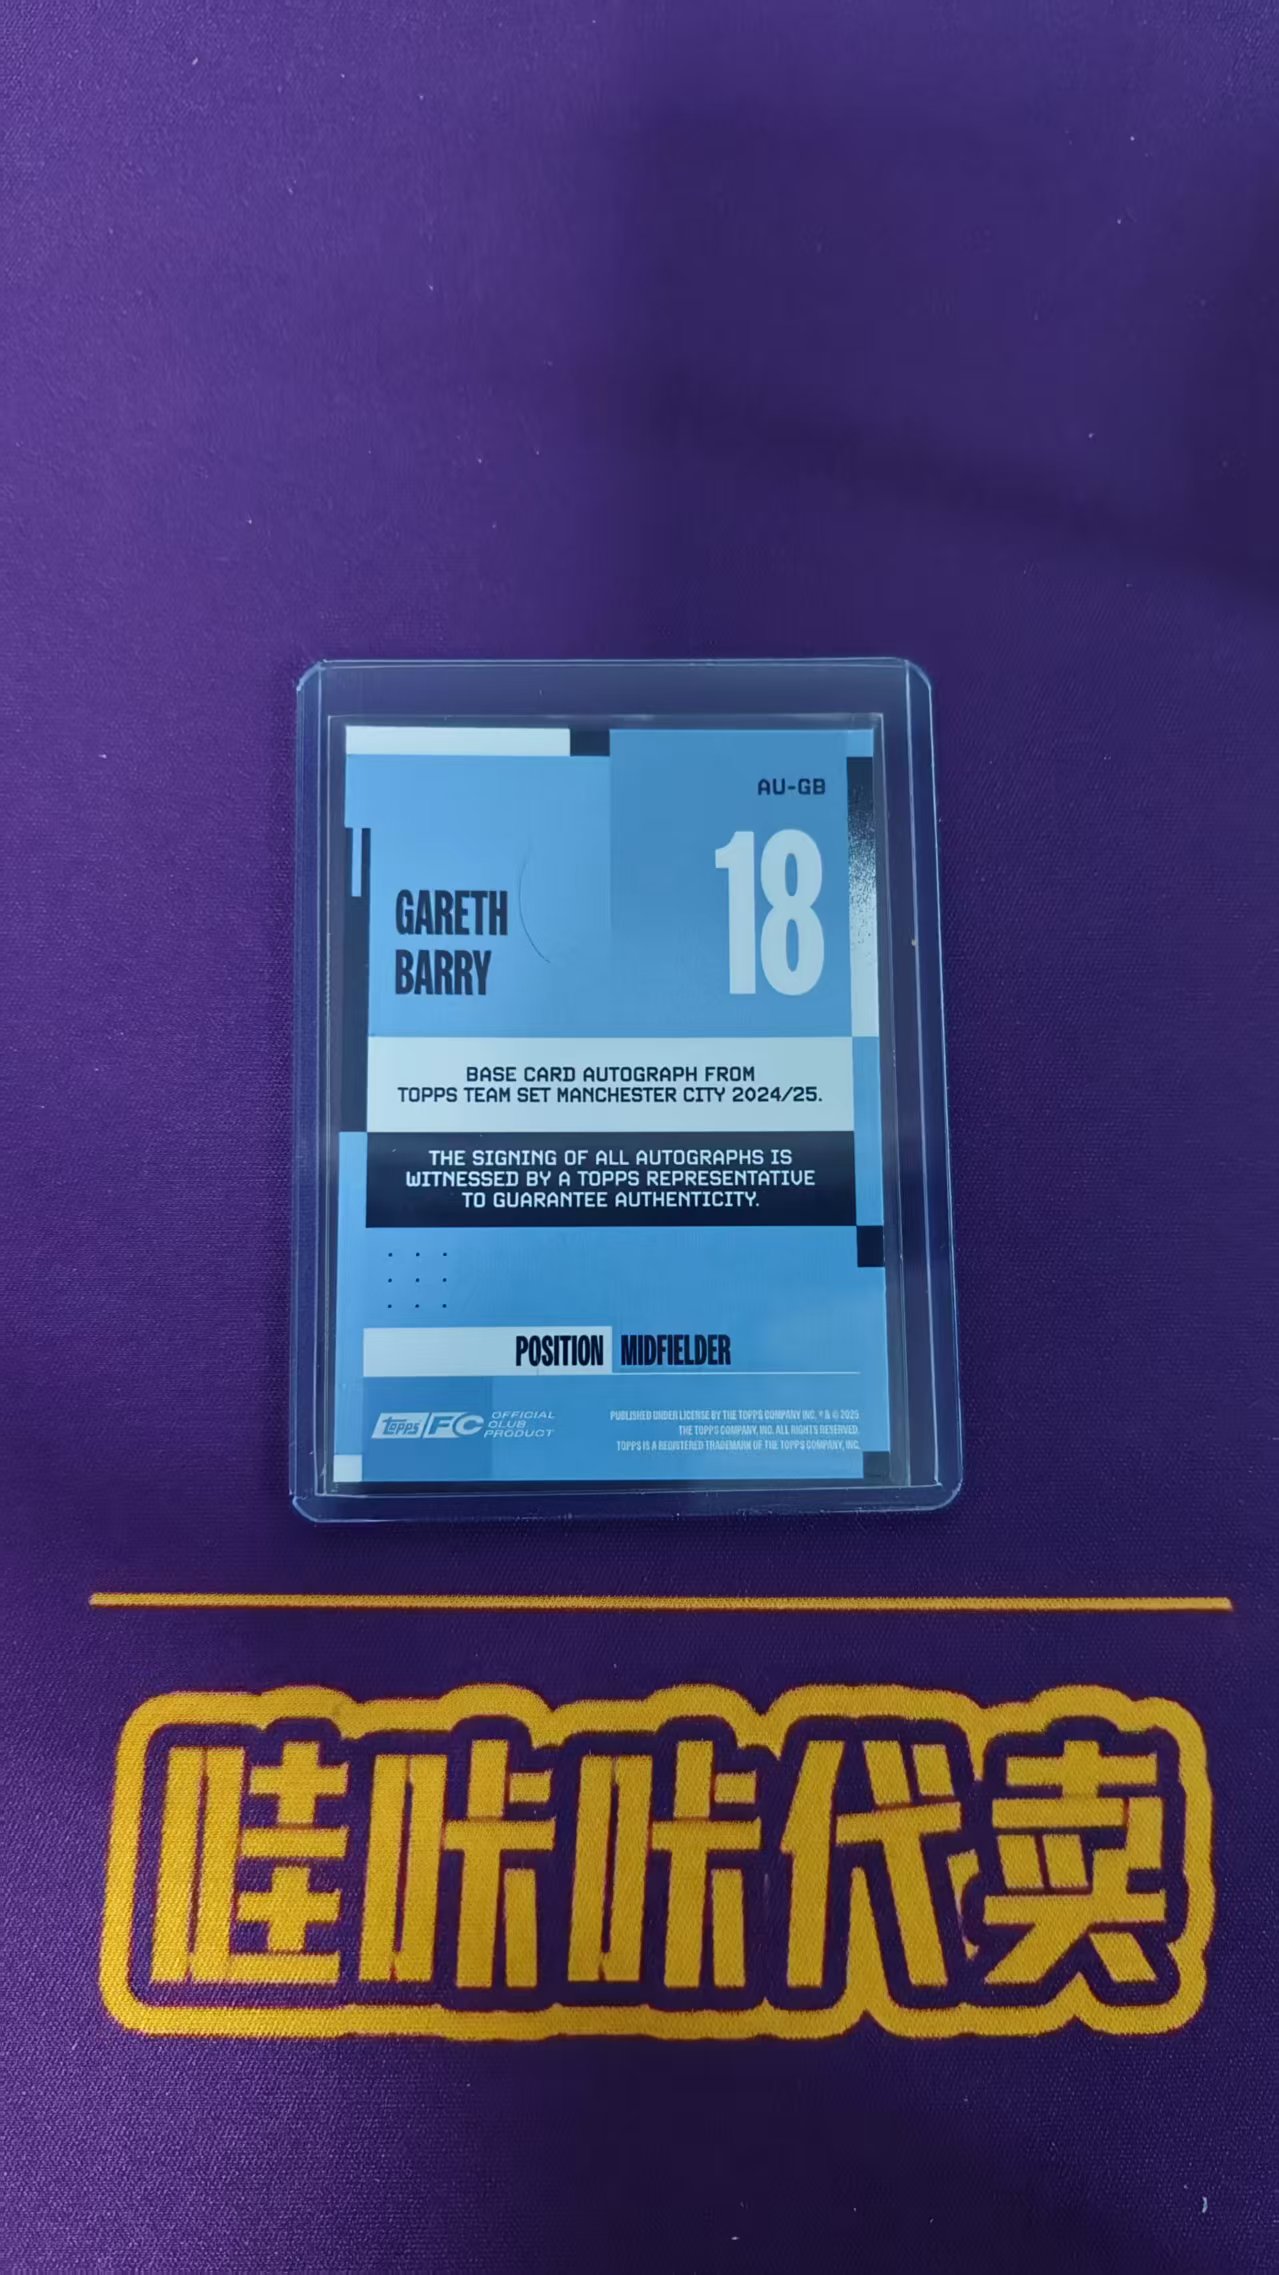 AU-GB
18
GARETH
BARRY
BASE CARD AUTOGRAPH FROM
TOPPS TEAM SET MANCHESTER CITY 2024/25.
THE SIGNING OF ALL AUTOGRAPHS IS
WITNESSED BY A TOPPS REPRESENTATIVE
TO GUARANTEE AUTHENTICITY.
POSITION MIDFIELDER
topps FC OFFICIAL
CLUB
PRODUCT
PUBLISHED UNDER LICENSE BY THE TOPPS COMPANY INC. ® & © 2025
THE TOPPS COMPANY, INC. ALL RIGHTS RESERVED.
TOPPS IS A REGISTERED TRADEMARK OF THE TOPPS COMPANY, INC.
哇咔咔代卖